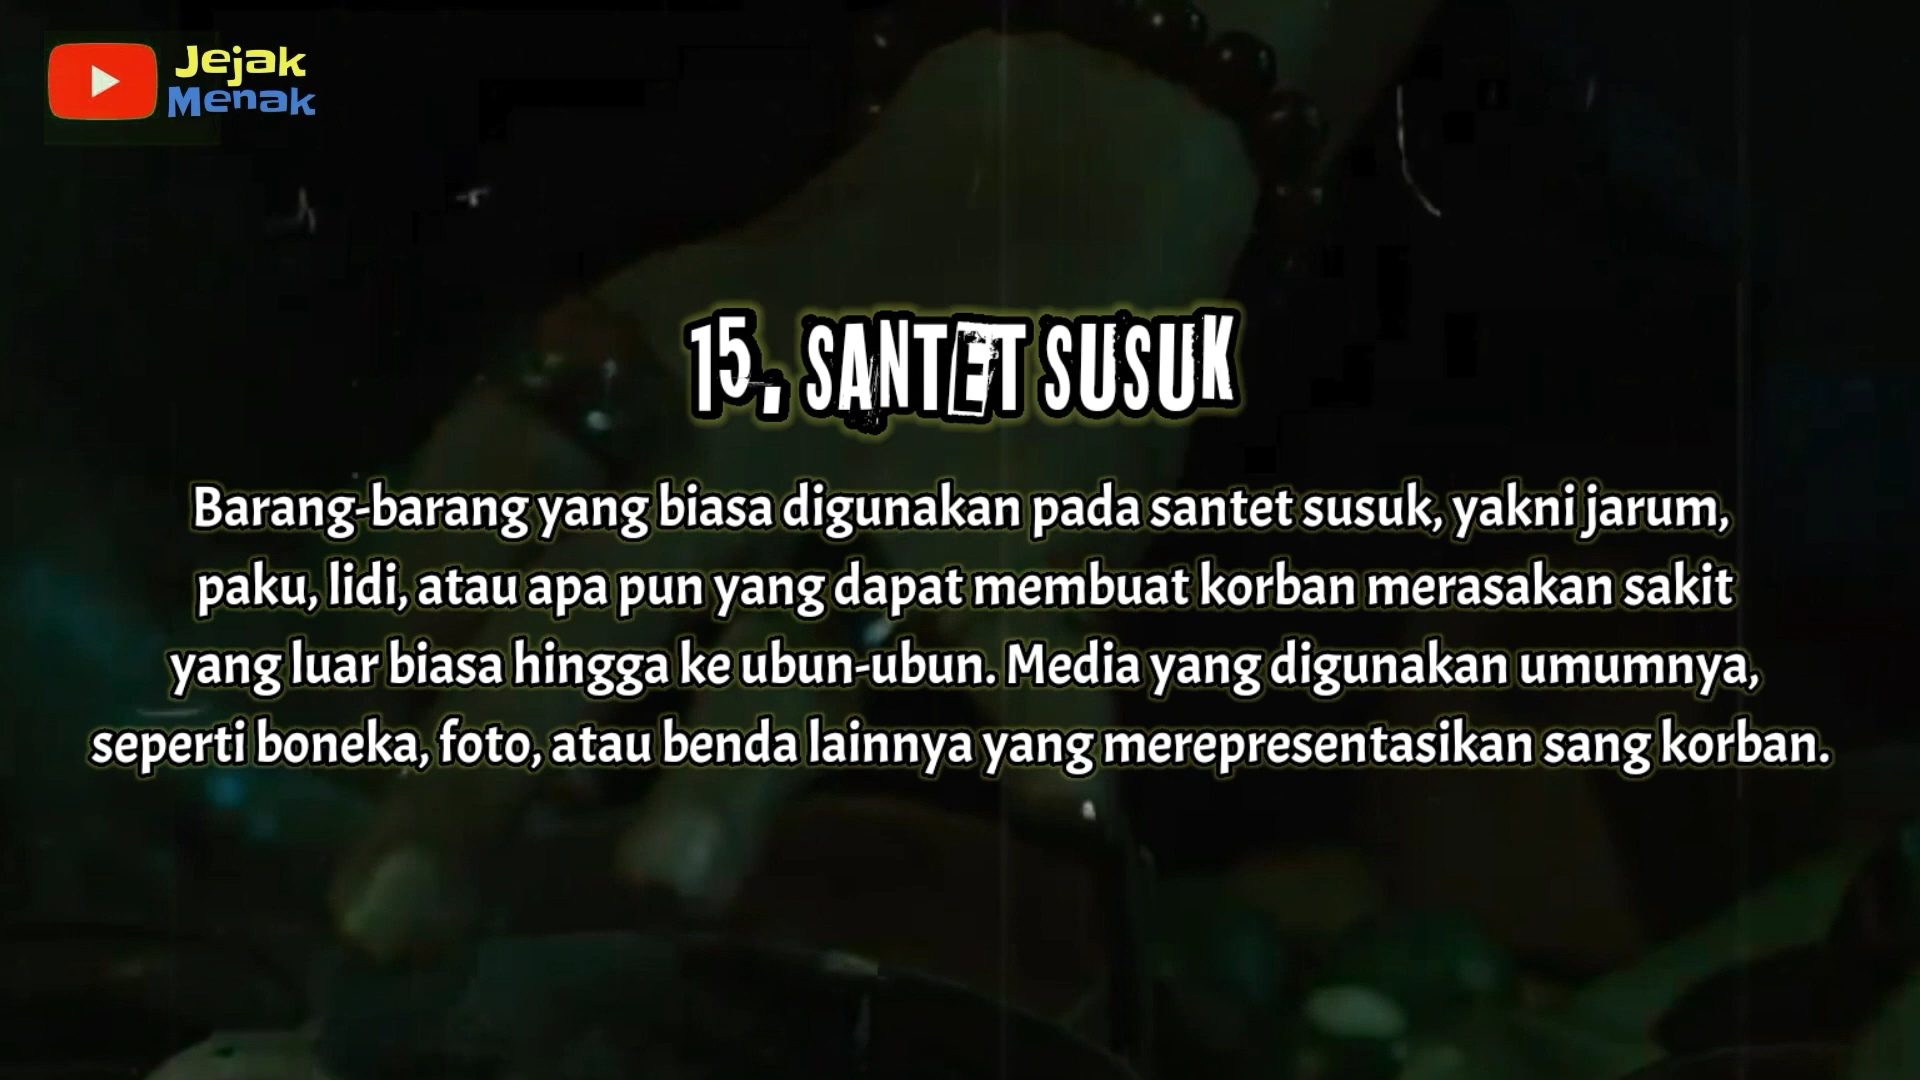 Jejak
Menak
15. SANTET SUSUK
Barang-barang yang biasa digunakan pada santet susuk, yakni jarum,
paku, lidi, atau apa pun yang dapat membuat korban merasakan sakit
yang luar biasa hingga ke ubun-ubun. Media yang digunakan umumnya,
seperti boneka, foto, atau benda lainnya yang merepresentasikan sang korban.